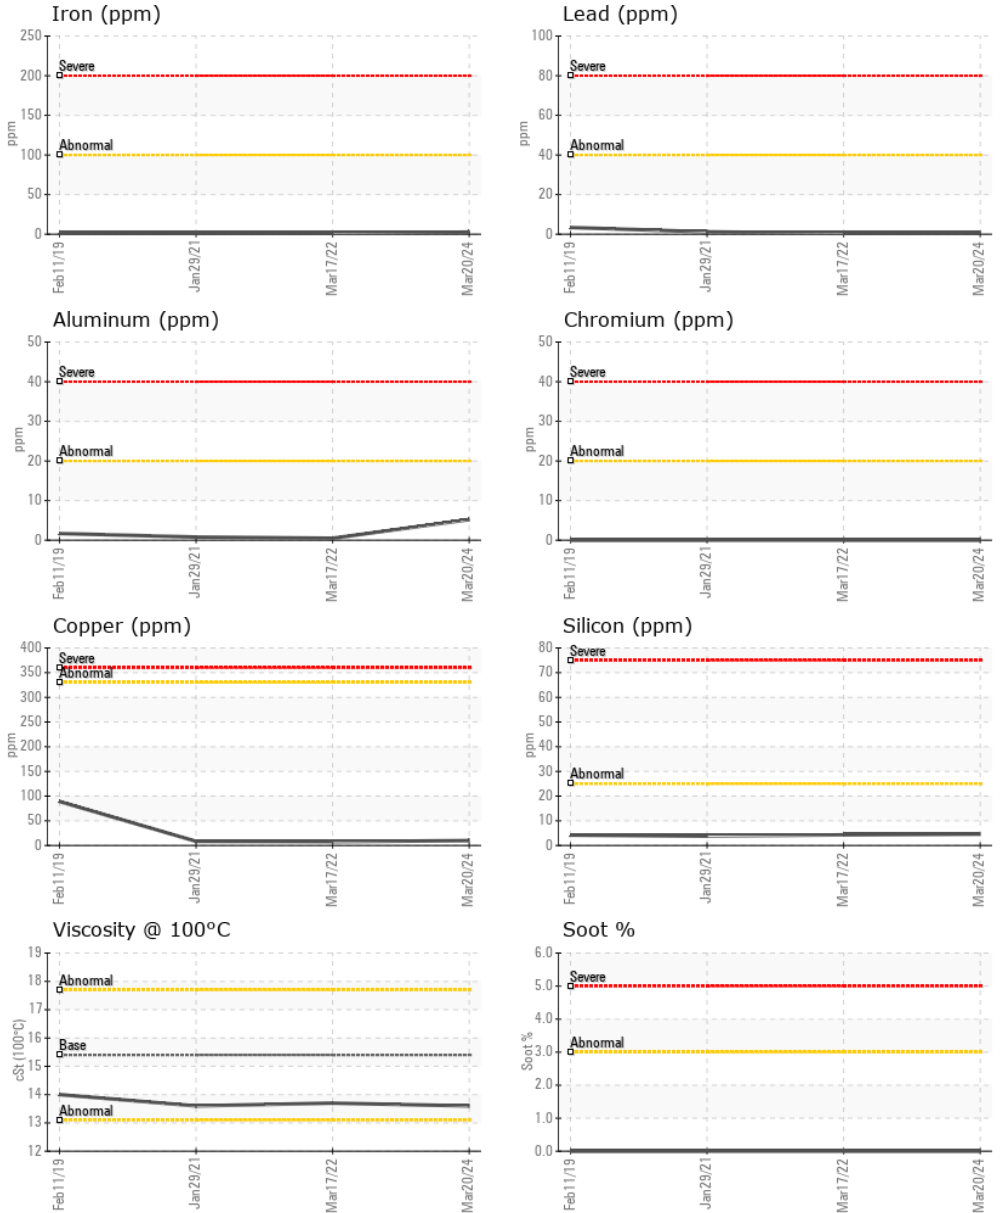 Iron (ppm)
250
200
150
100
50
0
ppm
Severe
Abnormal
Feb11/19
Jan29/21
Mar17/22
Mar20/24
Lead (ppm)
100
80
60
40
20
0
ppm
Severe
Abnormal
Feb11/19
Jan29/21
Mar17/22
Mar20/24
Aluminum (ppm)
50
40
30
20
10
0
ppm
Severe
Abnormal
Feb11/19
Jan29/21
Mar17/22
Mar20/24
Chromium (ppm)
50
40
30
20
10
0
ppm
Severe
Abnormal
Feb11/19
Jan29/21
Mar17/22
Mar20/24
Copper (ppm)
400
350
300
250
200
150
100
50
0
ppm
Severe
Abnormal
Feb11/19
Jan29/21
Mar17/22
Mar20/24
Silicon (ppm)
80
70
60
50
40
30
20
10
0
ppm
Severe
Abnormal
Feb11/19
Jan29/21
Mar17/22
Mar20/24
Viscosity @ 100°C
19
18
17
16
15
14
13
12
cSt (100°C)
Abnormal
Base
Abnormal
Feb11/19
Jan29/21
Mar17/22
Mar20/24
Soot %
6.0
5.0
4.0
3.0
2.0
1.0
0.0
Soot %
Severe
Abnormal
Feb11/19
Jan29/21
Mar17/22
Mar20/24